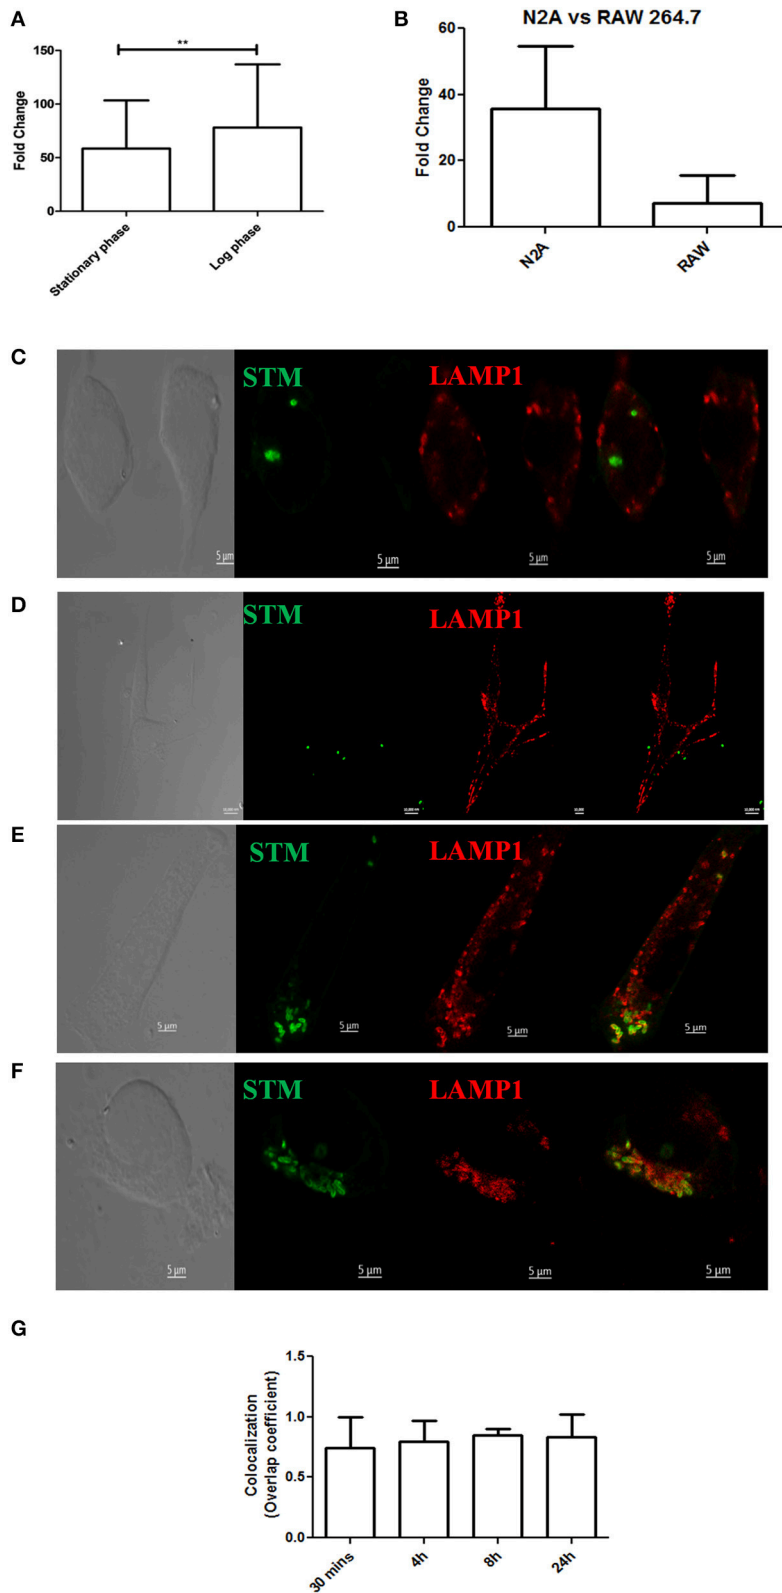 A
**
150
100
50
0
Fold Change
Stationary phase
Log phase
B
N2A vs RAW 264.7
60
40
20
0
Fold Change
N2A
RAW
C
STM
LAMP1
5 μm
5 μm
5 μm
5 μm
D
STM
LAMP1
E
STM
LAMP1
5 μm
5 μm
5 μm
5 μm
F
STM
LAMP1
5 μm
5 μm
5 μm
5 μm
G
1.5
1.0
0.5
0.0
Colocalization
(Overlap coefficient)
30 mins
4h
8h
24h